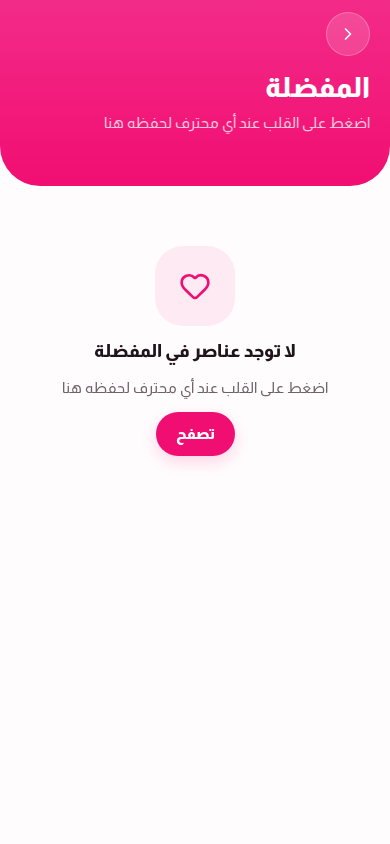 المفضلة
اضغط على القلب عند أي محترف لحفظه هنا
لا توجد عناصر في المفضلة
اضغط على القلب عند أي محترف لحفظه هنا
تصفح